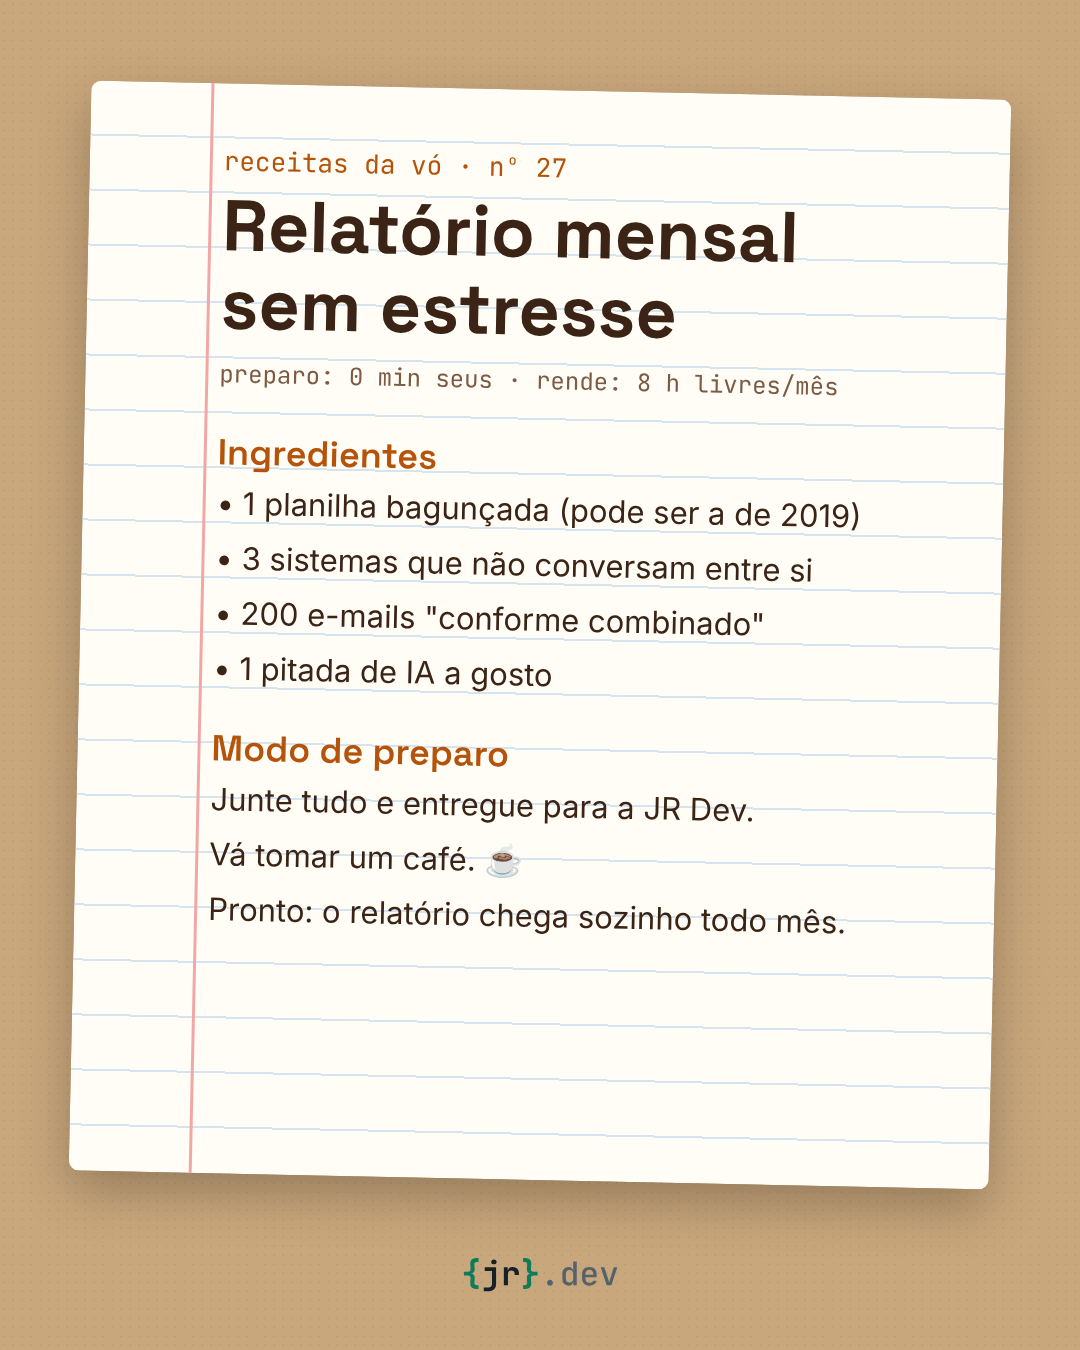 receitas da vó · nº 27
Relatório mensal
sem estresse
preparo: 0 min seus · rende: 8 h livres/mês
Ingredientes
• 1 planilha bagunçada (pode ser a de 2019)
• 3 sistemas que não conversam entre si
• 200 e-mails "conforme combinado"
• 1 pitada de IA a gosto
Modo de preparo
Junte tudo e entregue para a JR Dev.
Vá tomar um café. ☕
Pronto: o relatório chega sozinho todo mês.
{jr}.dev